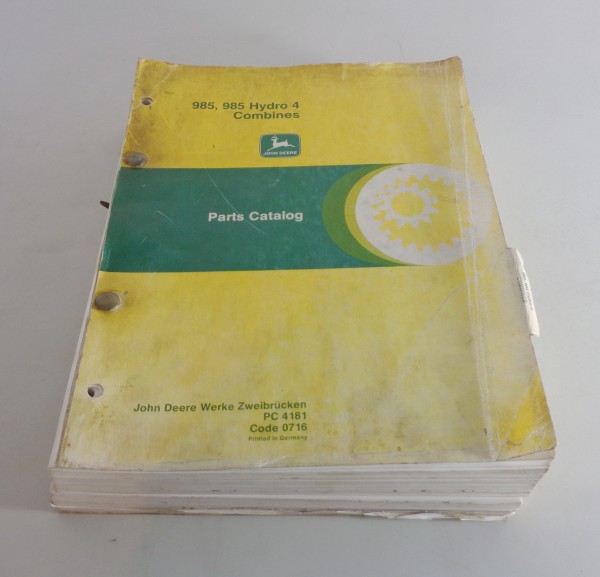 985, 985 Hydro 4
Combines
JOHN DEERE
Parts Catalog
John Deere Werke Zweibrücken
PC 4181
Code 0716
Printed in Germany